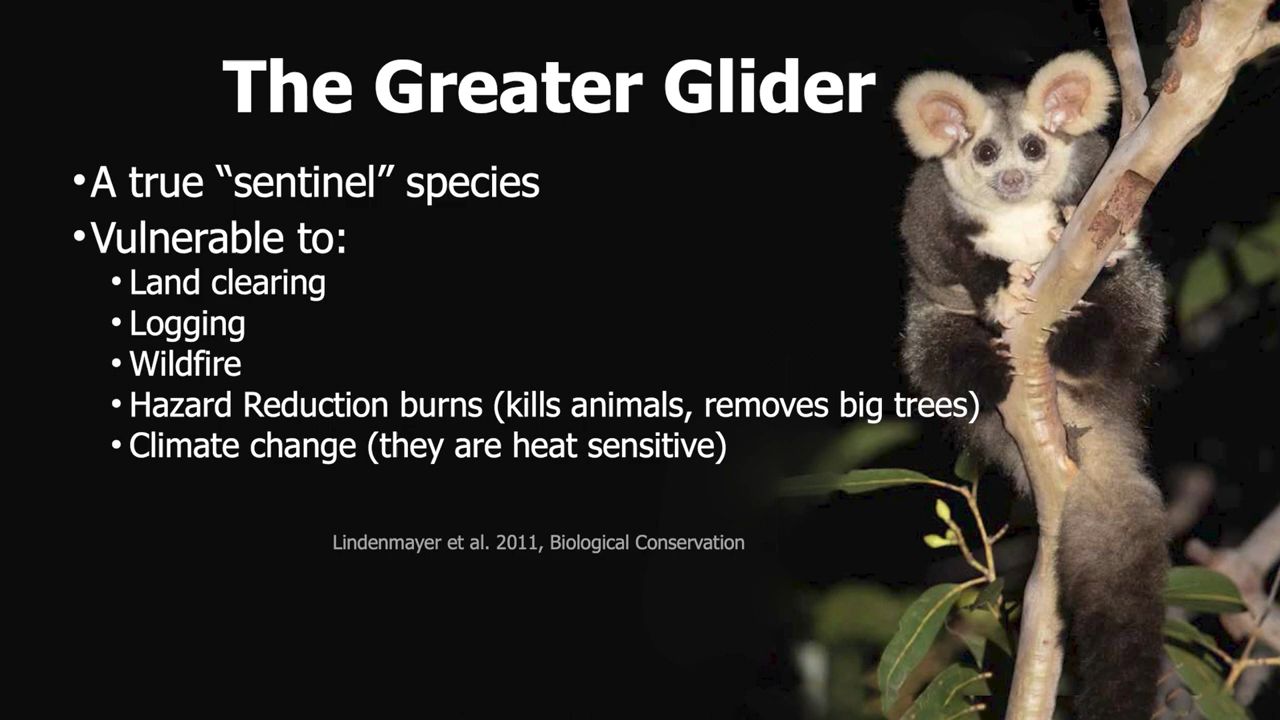 The Greater Glider
•A true “sentinel” species
•Vulnerable to:
•Land clearing
•Logging
•Wildfire
•Hazard Reduction burns (kills animals, removes big trees)
•Climate change (they are heat sensitive)
Lindenmayer et al. 2011, Biological Conservation